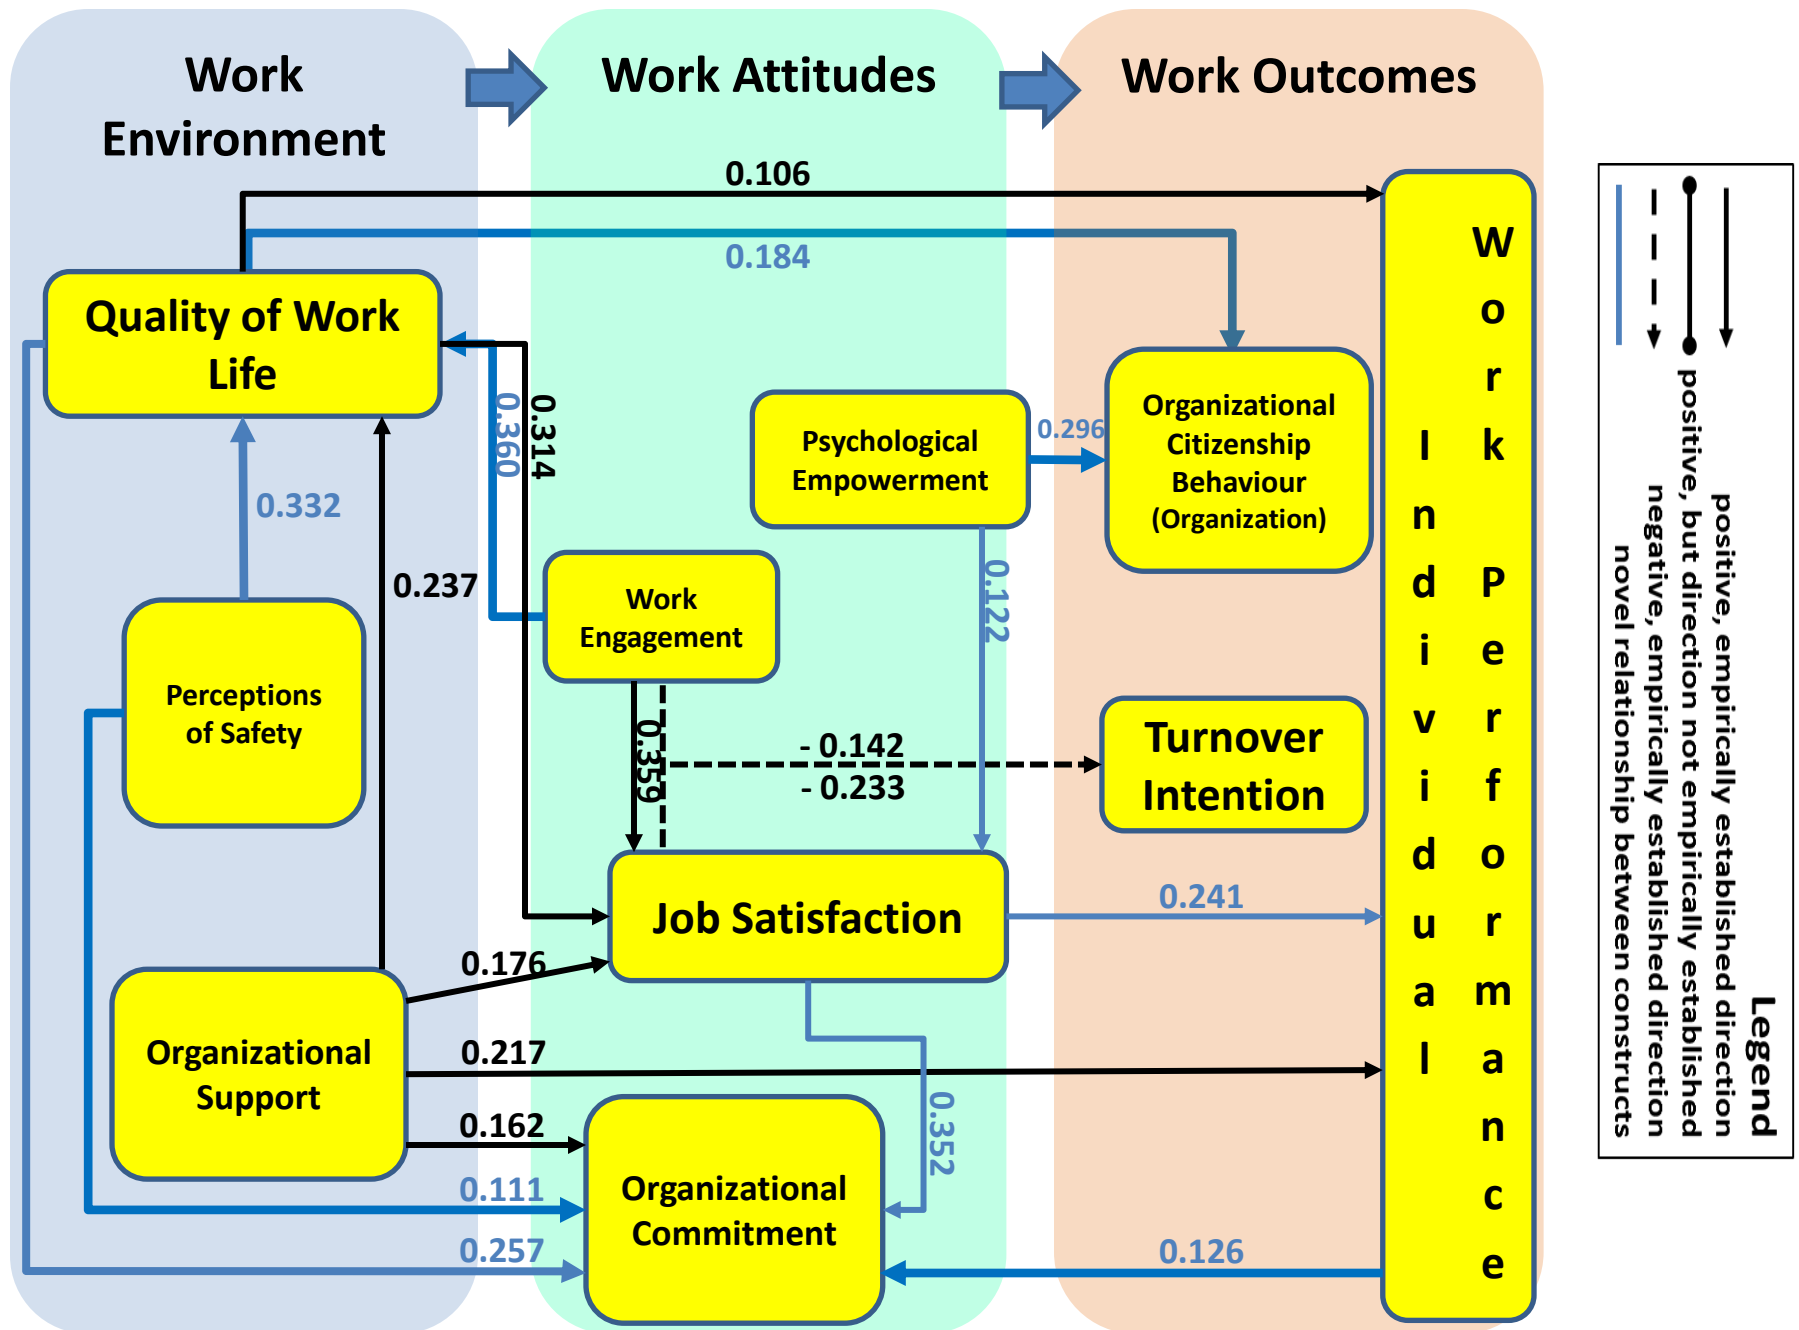 Work
Environment
Work Attitudes
Work Outcomes
0.106
0.184
Quality of Work
Life
0.360
0.314
0.332
0.237
Psychological
Empowerment
0.296
Organizational
Citizenship
Behaviour
(Organization)
Work
Engagement
0.122
Perceptions
of Safety
0.359
- 0.142
- 0.233
Turnover
Intention
Job Satisfaction
0.241
0.176
Organizational
Support
0.217
0.162
0.352
0.111
0.257
Organizational
Commitment
0.126
Individual
Work Performance
Legend
positive, empirically established direction
positive, but direction not empirically established
negative, empirically established direction
novel relationship between constructs